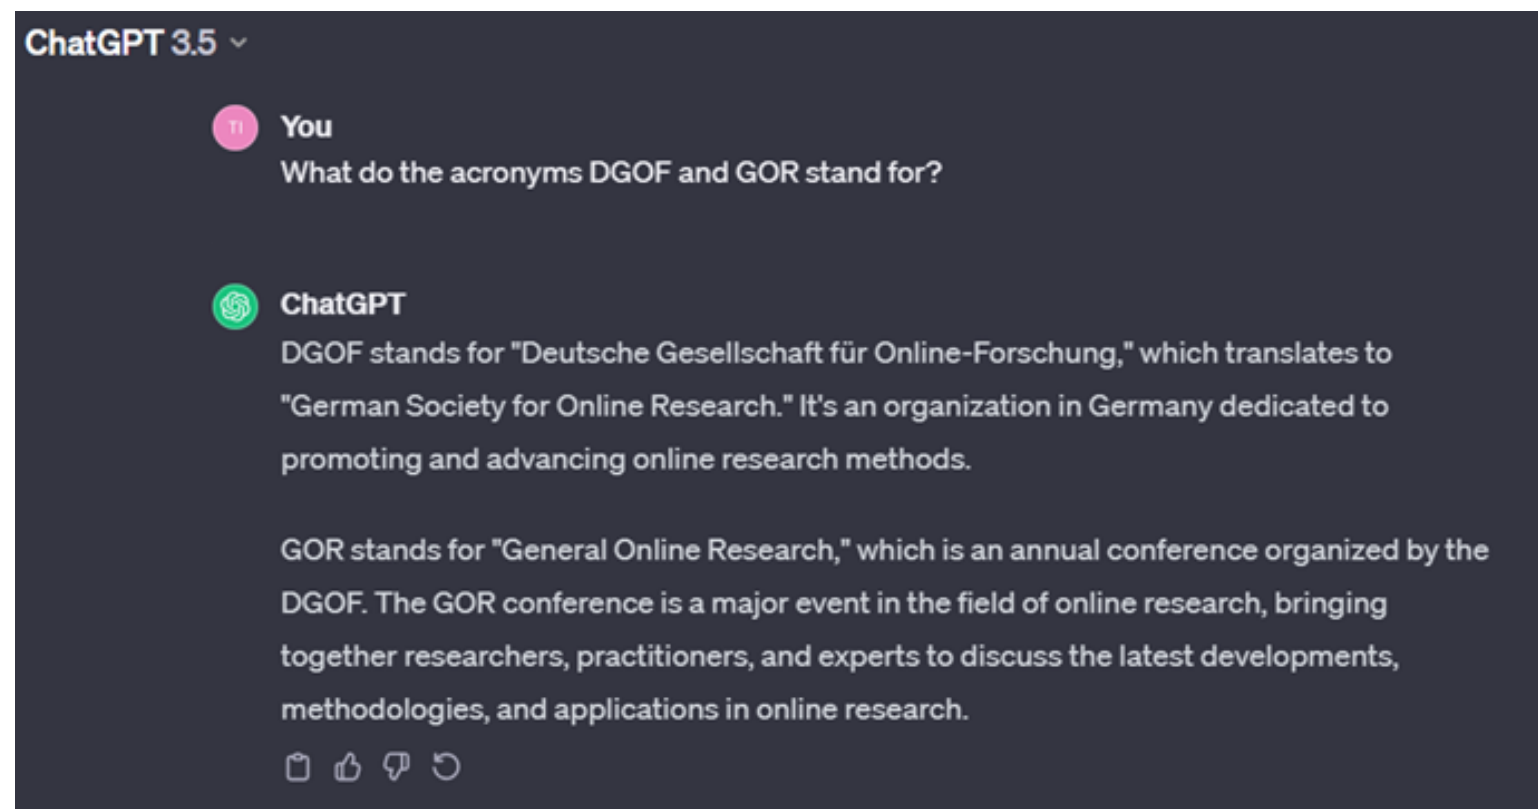 ChatGPT 3.5
TI
You
What do the acronyms DGOF and GOR stand for?
ChatGPT
DGOF stands for "Deutsche Gesellschaft für Online-Forschung," which translates to
"German Society for Online Research." It's an organization in Germany dedicated to
promoting and advancing online research methods.
GOR stands for "General Online Research," which is an annual conference organized by the
DGOF. The GOR conference is a major event in the field of online research, bringing
together researchers, practitioners, and experts to discuss the latest developments,
methodologies, and applications in online research.